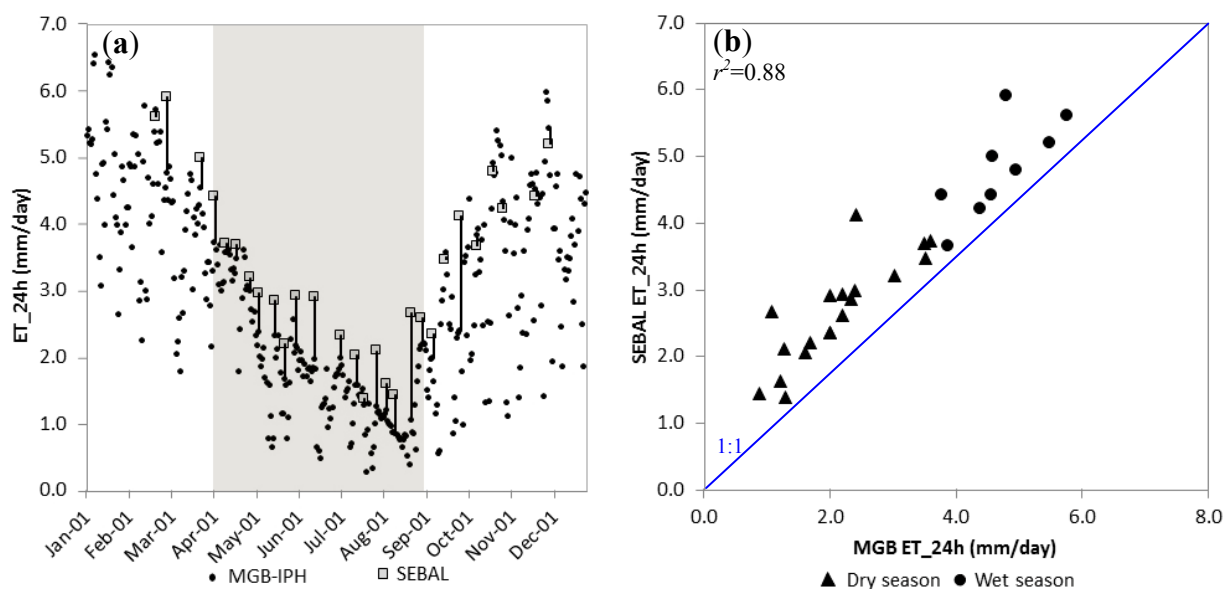 (a)
ET_24h (mm/day)
7.0
6.0
5.0
4.0
3.0
2.0
1.0
0.0
Jan-01
Feb-01
Mar-01
Apr-01
May-01
Jun-01
Jul-01
Aug-01
Sep-01
Oct-01
Nov-01
Dec-01
MGB-IPH
SEBAL
(b)
r²=0.88
SEBAL ET_24h (mm/day)
7.0
6.0
5.0
4.0
3.0
2.0
1.0
0.0
1:1
0.0
2.0
4.0
6.0
8.0
MGB ET_24h (mm/day)
Dry season
Wet season